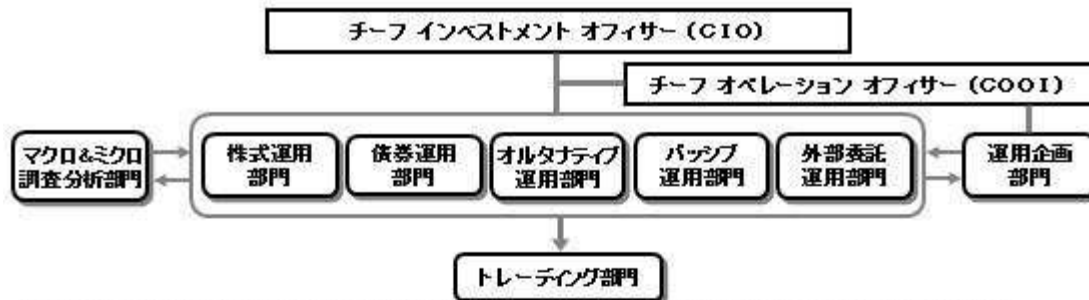 チーフ インベストメント オフィサー (CIO)
チーフ オペレーション オフィサー (COOI)
マクロ&ミクロ
調査分析部門
株式運用
部門
債券運用
部門
オルタナティブ
運用部門
パッシブ
運用部門
外部委託
運用部門
運用企画
部門
トレーディング部門